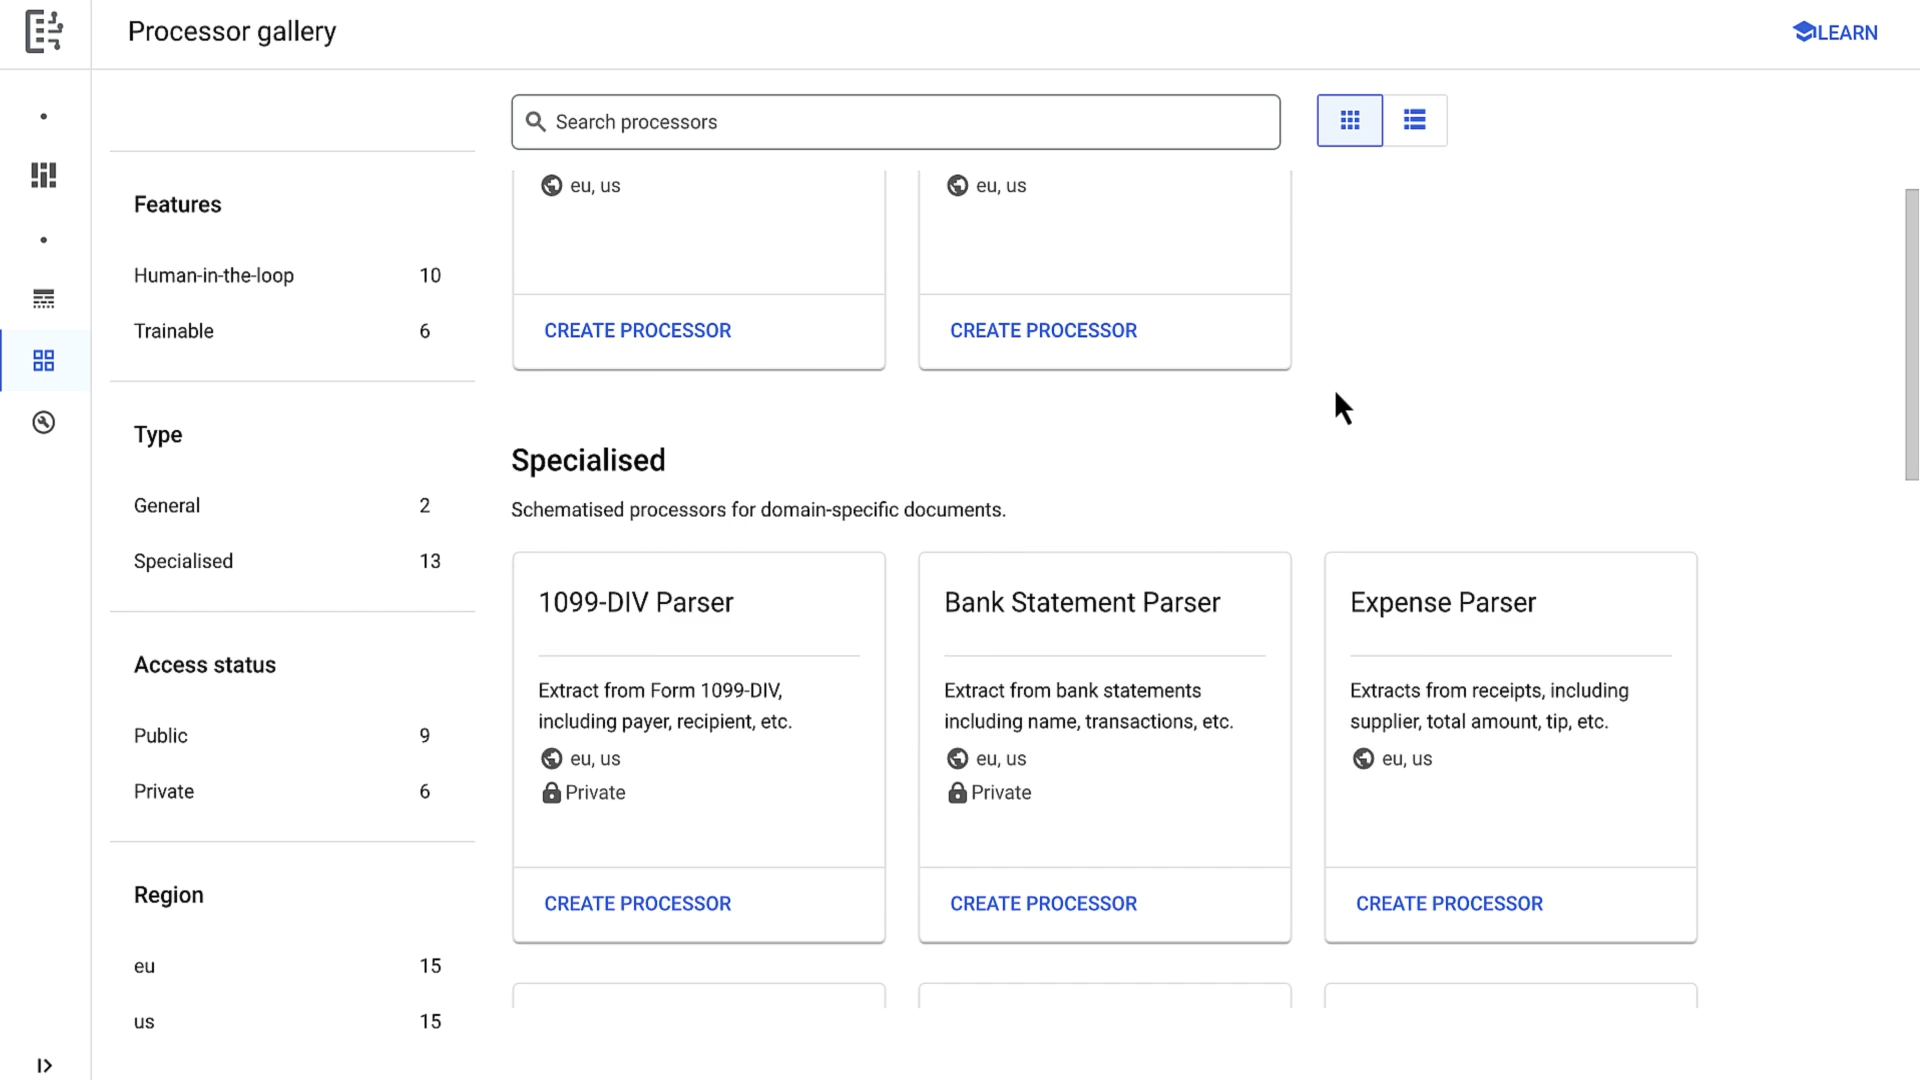 Processor gallery
LEARN
Search processors
Features
Human-in-the-loop 10
Trainable 6
Type
General 2
Specialised 13
Access status
Public 9
Private 6
Region
eu 15
us 15
eu, us
CREATE PROCESSOR
eu, us
CREATE PROCESSOR
Specialised
Schematised processors for domain-specific documents.
1099-DIV Parser
Extract from Form 1099-DIV,
including payer, recipient, etc.
eu, us
Private
CREATE PROCESSOR
Bank Statement Parser
Extract from bank statements
including name, transactions, etc.
eu, us
Private
CREATE PROCESSOR
Expense Parser
Extracts from receipts, including
supplier, total amount, tip, etc.
eu, us
CREATE PROCESSOR